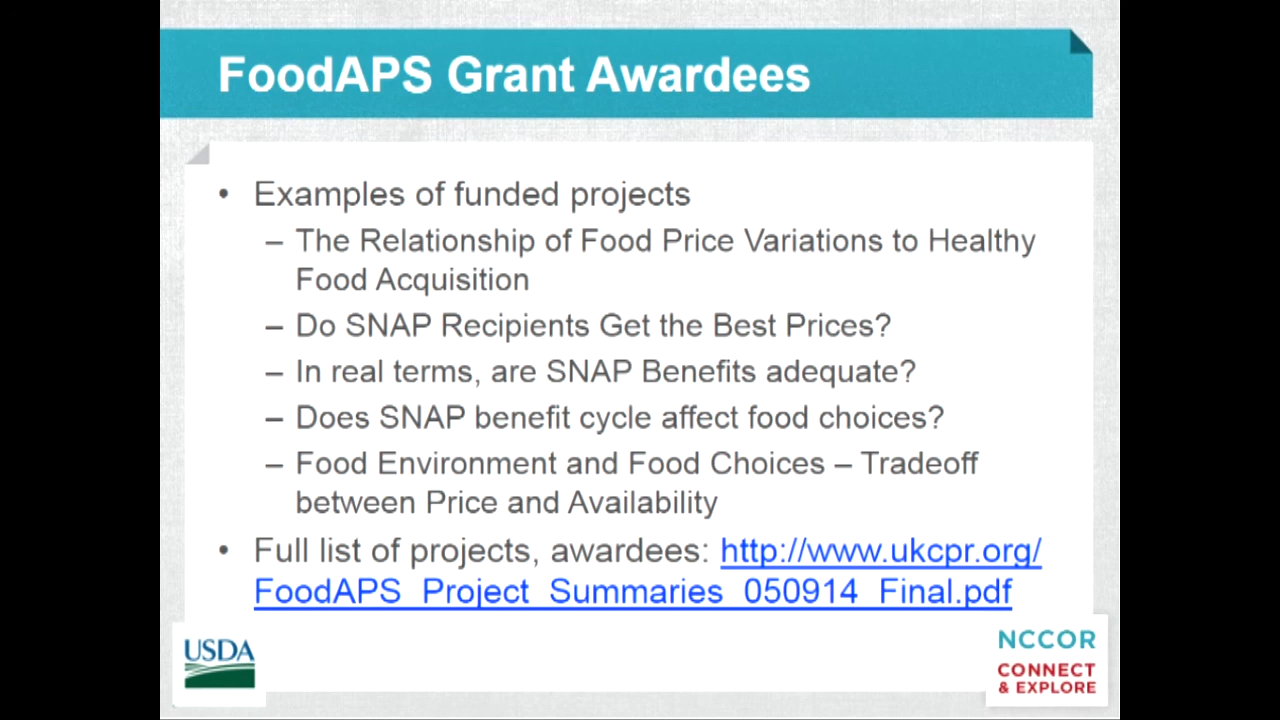 FoodAPS Grant Awardees
• Examples of funded projects
– The Relationship of Food Price Variations to Healthy
Food Acquisition
– Do SNAP Recipients Get the Best Prices?
– In real terms, are SNAP Benefits adequate?
– Does SNAP benefit cycle affect food choices?
– Food Environment and Food Choices – Tradeoff
between Price and Availability
• Full list of projects, awardees: http://www.ukcpr.org/
FoodAPS_Project_Summaries_050914_Final.pdf
USDA
NCCOR
CONNECT
& EXPLORE